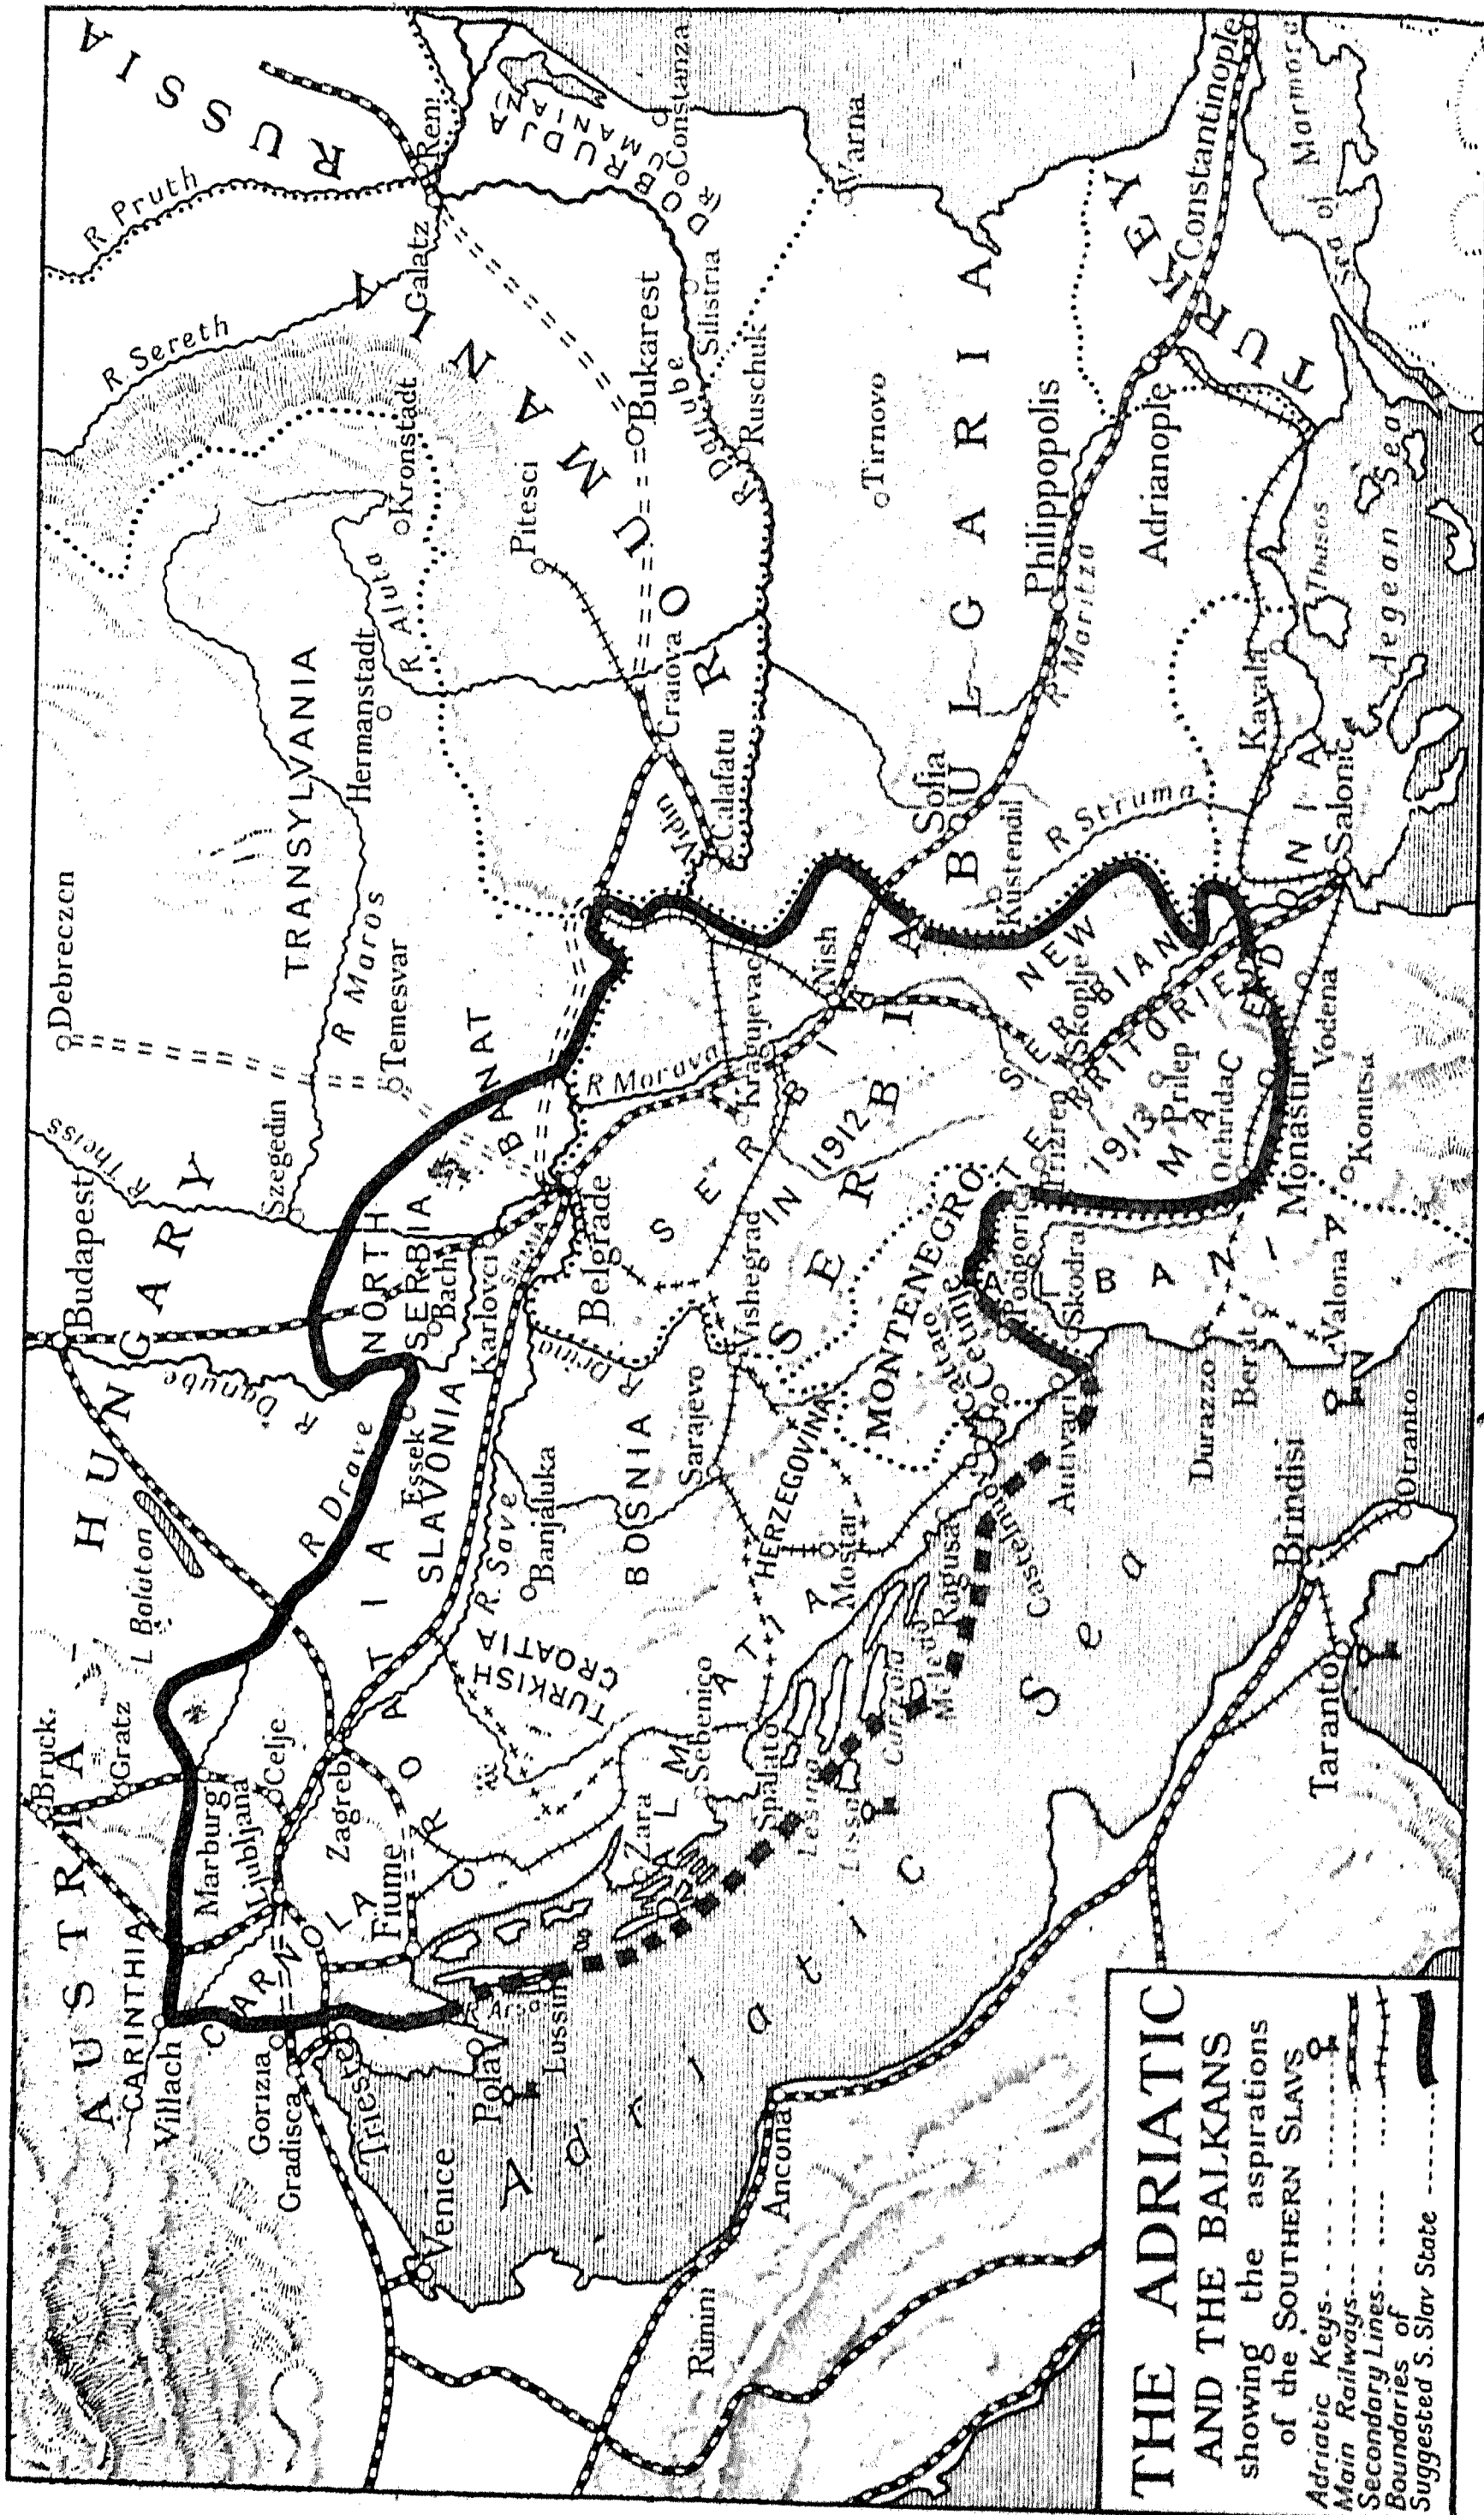 THE ADRIATIC
AND THE BALKANS
showing the aspirations
of the SOUTHERN SLAVS
Adriatic Keys
Main Railways
Secondary Lines
Boundaries of
Suggested S. Slav State
AUSTRIA
HUNGARY
RUSSIA
CARINTHIA
Villach
Bruck.
Gratz
Marburg
Celje
Ljubljana
CARNIOLA
Gorizia
Gradisca
Triest
Venice
Pola
R Arsa
Lussin
Fiume
Zagreb
CROATIA
L Balaton
R Drave
Essek
SLAVONIA
R. Save
Banjaluka
TURKISH
CROATIA
BOSNIA
Sarajevo
HERZEGOVINA
Mostar
DALMATIA
Zara
Sebenico
Spalato
Lesina
Lissa
Curzola
Meleda
Ragusa
Castelnuovo
Cattaro
Cetinje
Antivari
MONTENEGRO
Podgorica
Skodra
Budapest
R Danube
R Theiss
Szegedin
Debreczen
NORTH
SERBIA
Bach
Karlovci
SIRMIA
BANAT
Temesvar
R Maros
TRANSYLVANIA
Hermanstadt
Kronstadt
R Aluta
R Sereth
R Pruth
Galatz
Reni
ROUMANIA
Pitesci
Bukarest
Craiova
Calafatu
Vidin
R Danube
Silistria
Ruschuk
DOBRUDJA
(ROUMANIAN)
Constanza
Varna
Tirnovo
BULGARIA
Sofia
Kustendil
R Struma
Philippopolis
R Maritza
Adrianople
TURKEY
Constantinople
Sea of Marmora
Aegean Sea
Thasos
Kavala
Salonica
Belgrade
R Drina
Vishegrad
R Morava
Kragujevac
Nish
SERBIA
SERBIA
IN 1912
NEW
SERBIAN
TERRITORIES
1913
Skoplje
Prizren
Prilep
Ochrida
MACEDONIA
Monastir
Vodena
Konitsa
ALBANIA
Durazzo
Berat
Valona
Brindisi
Otranto
Taranto
Ancona
Rimini
Adriatic Sea